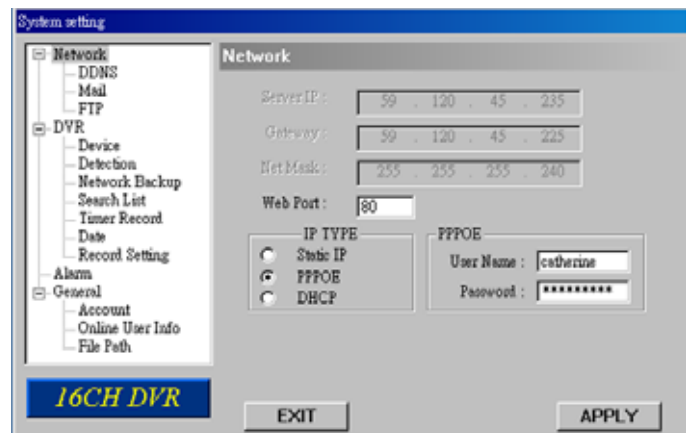 System setting
Network
DDNS
Mail
FTP
DVR
Device
Detection
Network Backup
Search List
Timer Record
Date
Record Setting
Alarm
General
Account
Online User Info
File Path
16CH DVR
Network
Server IP : 59 . 120 . 45 . 235
Gateway : 59 . 120 . 45 . 225
Net Mask : 255 . 255 . 255 . 240
Web Port : 80
IP TYPE
Static IP
PPPOE
DHCP
PPPOE
User Name : catherine
Password : *********
EXIT
APPLY